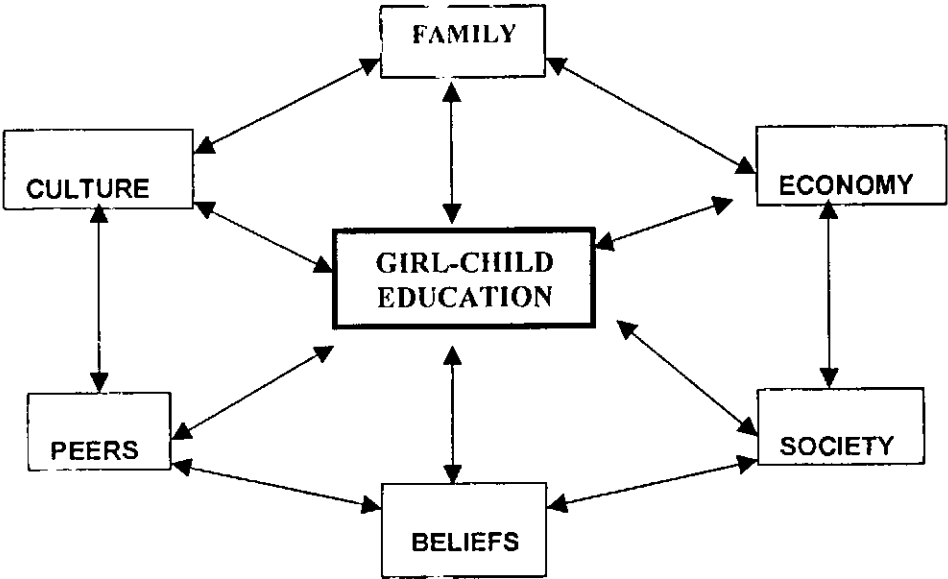 FAMILY
CULTURE
ECONOMY
GIRL-CHILD
EDUCATION
PEERS
SOCIETY
BELIEFS